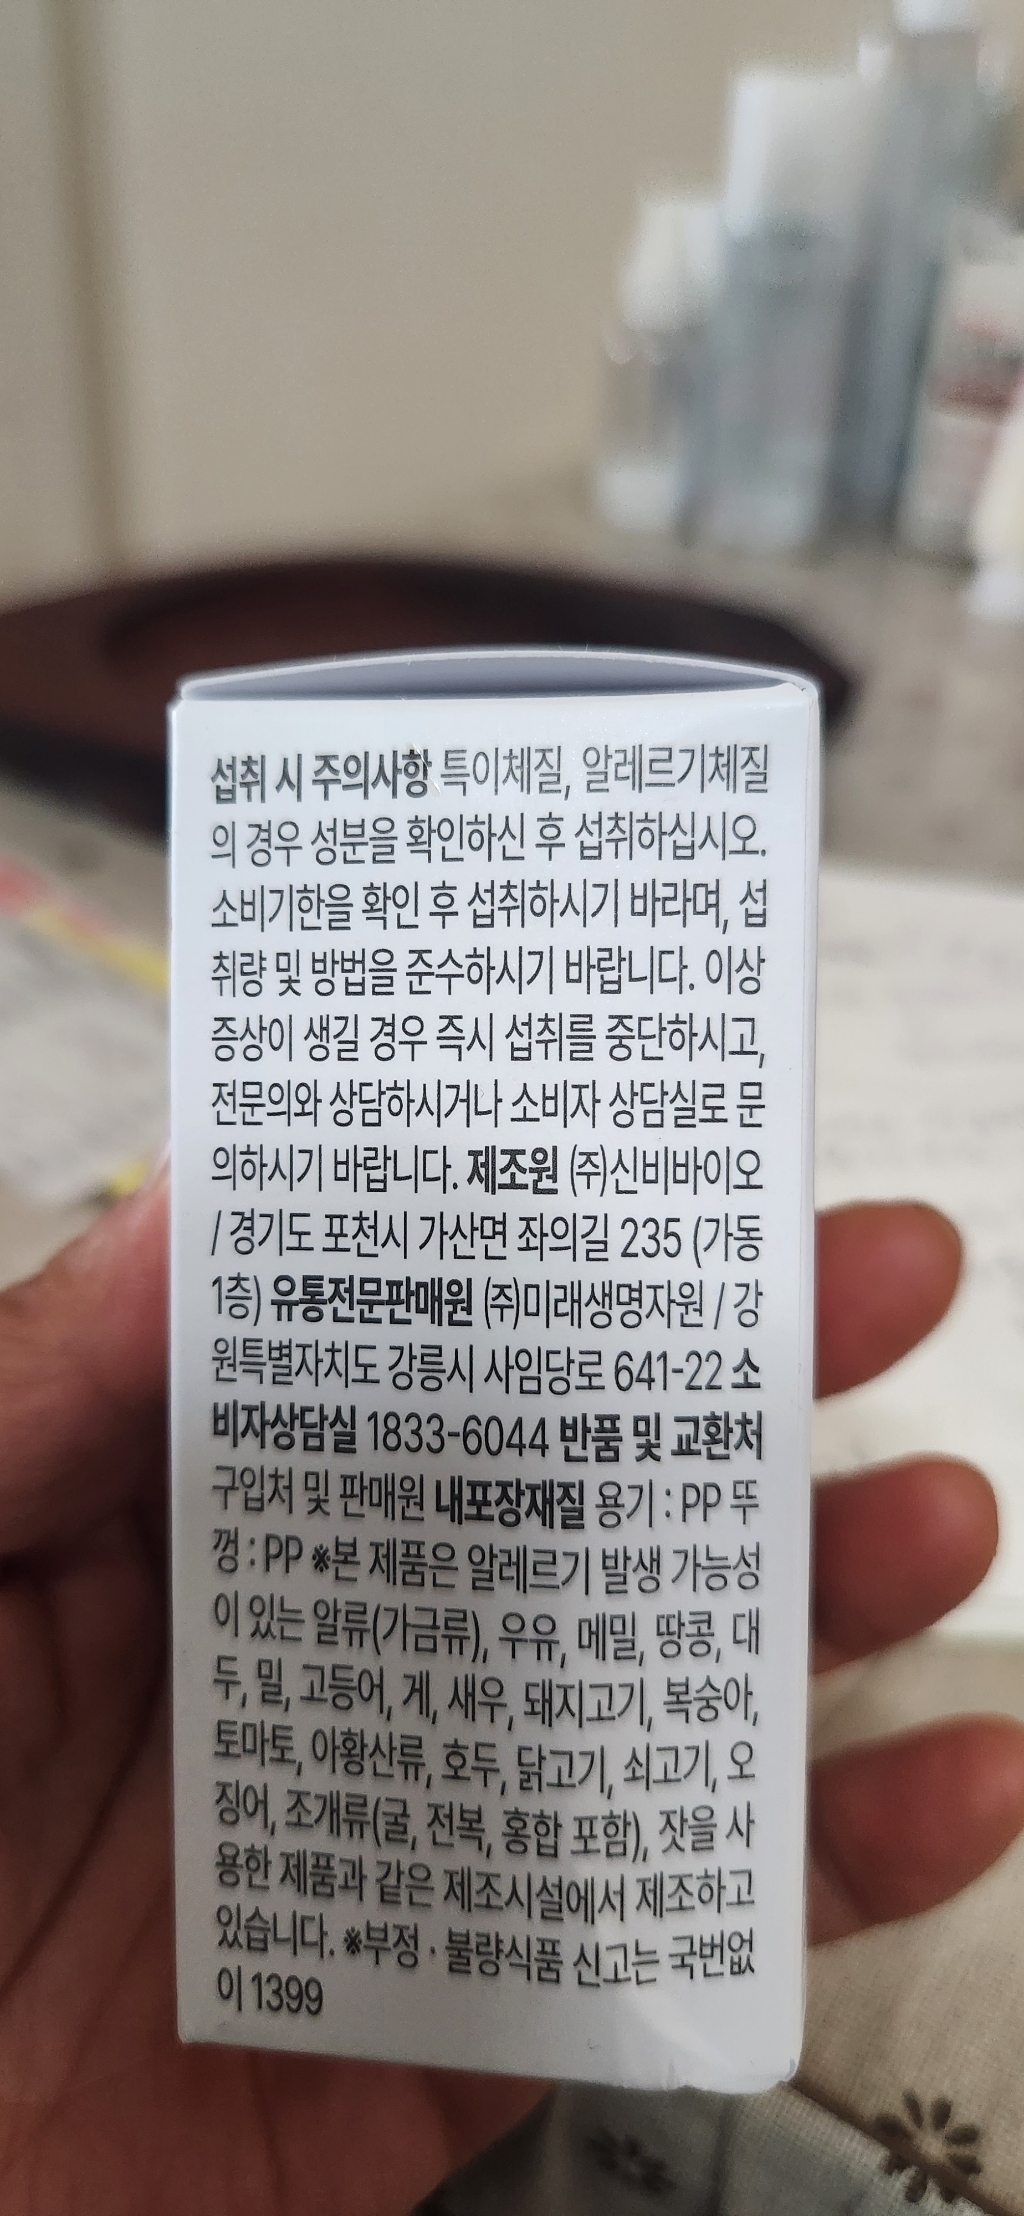 섭취 시 주의사항 특이체질, 알레르기체질
의 경우 성분을 확인하신 후 섭취하십시오.
소비기한을 확인 후 섭취하시기 바라며, 섭
취량 및 방법을 준수하시기 바랍니다. 이상
증상이 생길 경우 즉시 섭취를 중단하시고,
전문의와 상담하시거나 소비자 상담실로 문
의하시기 바랍니다. 제조원 (주)신비바이오
/ 경기도 포천시 가산면 좌의길 235 (가동
1층) 유통전문판매원 (주)미래생명자원 / 강
원특별자치도 강릉시 사임당로 641-22 소
비자상담실 1833-6044 반품 및 교환처
구입처 및 판매원 내포장재질 용기 : PP 뚜
껑 : PP ※본 제품은 알레르기 발생 가능성
이 있는 알류(가금류), 우유, 메밀, 땅콩, 대
두, 밀, 고등어, 게, 새우, 돼지고기, 복숭아,
토마토, 아황산류, 호두, 닭고기, 쇠고기, 오
징어, 조개류(굴, 전복, 홍합 포함), 잣을 사
용한 제품과 같은 제조시설에서 제조하고
있습니다. ※부정 · 불량식품 신고는 국번없
이 1399